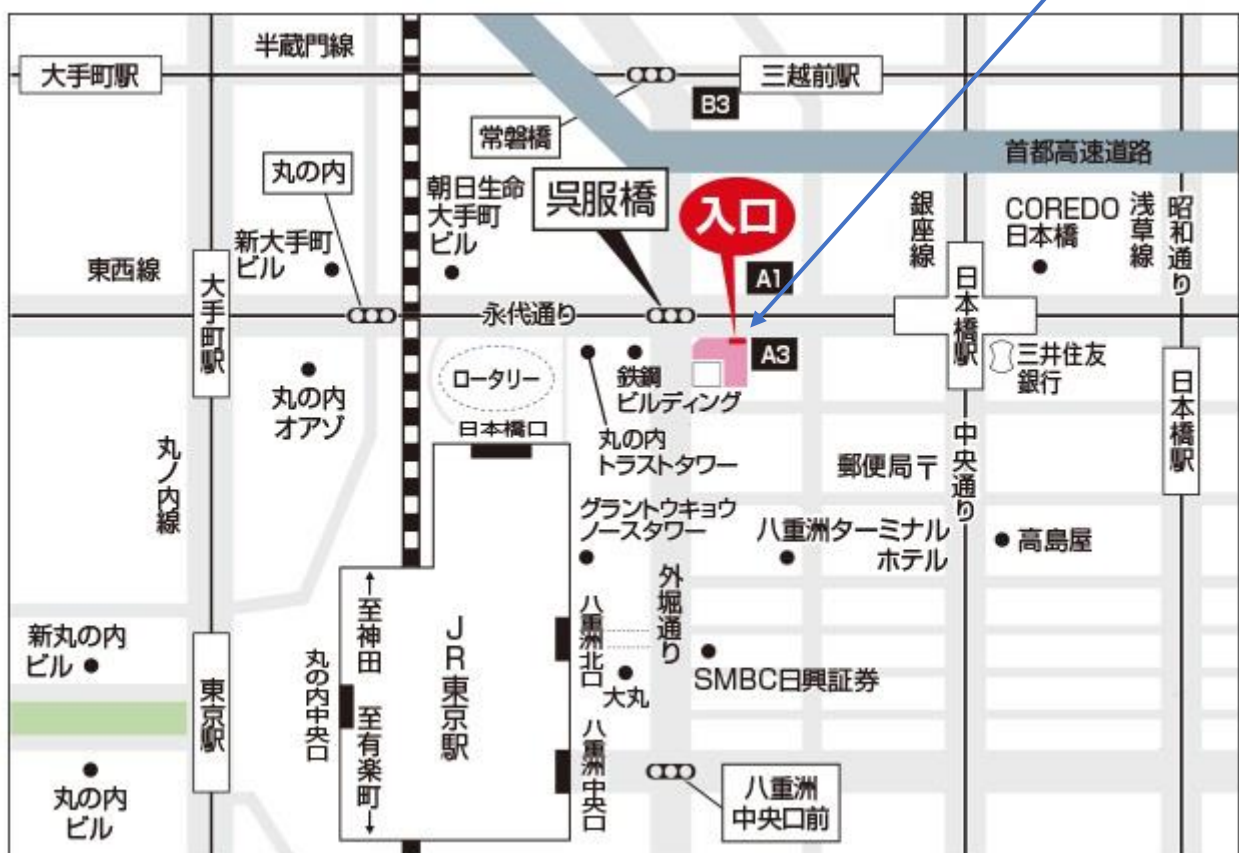 半蔵門線
大手町駅
三越前駅
B3
常磐橋
首都高速道路
丸の内
朝日生命
大手町
ビル
呉服橋
入口
銀座線
COREDO
日本橋
浅草線
昭和通り
新大手町
ビル
東西線
A1
大手町駅
永代通り
日本橋駅
A3
三井住友
銀行
丸の内
オアゾ
ロータリー
鉄鋼
ビルディング
日本橋口
丸の内
トラストタワー
日本橋駅
丸ノ内線
郵便局〒
中央通り
グラントウキョウ
ノースタワー
八重洲ターミナル
ホテル
高島屋
外堀通り
←至神田 至有楽町→
JR東京駅
八重洲北口
新丸の内
ビル
丸の内中央口
大丸
SMBC日興証券
東京駅
八重洲中央口
丸の内
ビル
八重洲
中央口前